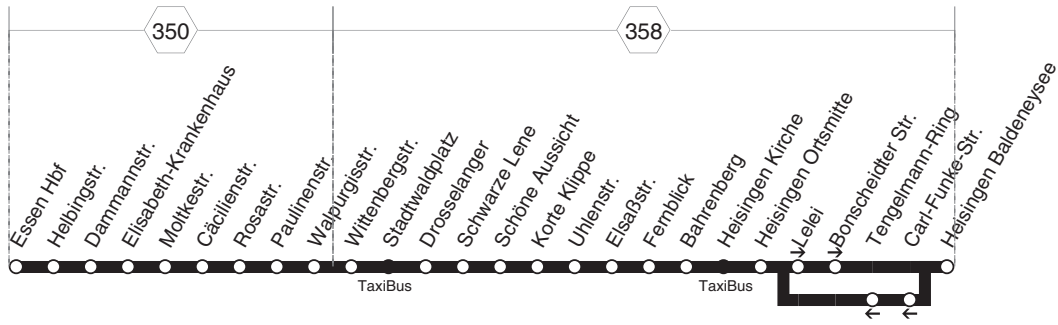 350
358
Essen Hbf
Helbingstr.
Dammannstr.
Elisabeth-Krankenhaus
Moltkestr.
Cäcilienstr.
Rosastr.
Paulinenstr.
Walpurgisstr.
Wittenbergstr.
Stadtwaldplatz
Drosselanger
Schwarze Lene
Schöne Aussicht
Korte Klippe
Uhlenstr.
Elsaßstr.
Fernblick
Bahrenberg
Heisingen Kirche
Heisingen Ortsmitte
Lelei
Bonscheidter Str.
Tengelmann-Ring
Carl-Funke-Str.
Heisingen Baldeneysee
TaxiBus
TaxiBus